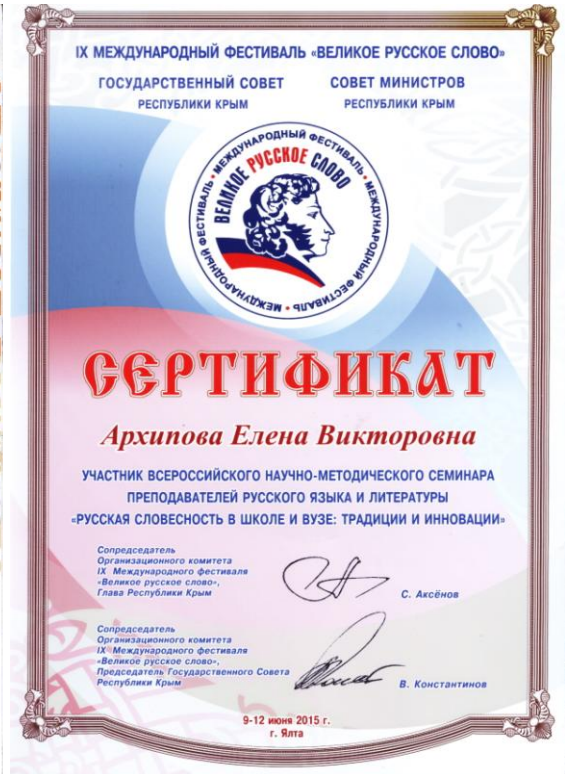 IX МЕЖДУНАРОДНЫЙ ФЕСТИВАЛЬ «ВЕЛИКОЕ РУССКОЕ СЛОВО»
ГОСУДАРСТВЕННЫЙ СОВЕТ
РЕСПУБЛИКИ КРЫМ
СОВЕТ МИНИСТРОВ
РЕСПУБЛИКИ КРЫМ
МЕЖДУНАРОДНЫЙ ФЕСТИВАЛЬ • МЕЖДУНАРОДНЫЙ ФЕСТИВАЛЬ • МЕЖДУНАРОДНЫЙ ФЕСТИВАЛЬ •
ВЕЛИКОЕ РУССКОЕ СЛОВО
СЕРТИФИКАТ
Архипова Елена Викторовна
УЧАСТНИК ВСЕРОССИЙСКОГО НАУЧНО-МЕТОДИЧЕСКОГО СЕМИНАРА
ПРЕПОДАВАТЕЛЕЙ РУССКОГО ЯЗЫКА И ЛИТЕРАТУРЫ
«РУССКАЯ СЛОВЕСНОСТЬ В ШКОЛЕ И ВУЗЕ: ТРАДИЦИИ И ИННОВАЦИИ»
Сопредседатель
Организационного комитета
IX Международного фестиваля
«Великое русское слово»,
Глава Республики Крым
С. Аксёнов
Сопредседатель
Организационного комитета
IX Международного фестиваля
«Великое русское слово»,
Председатель Государственного Совета
Республики Крым
В. Константинов
9-12 июня 2015 г.
г. Ялта